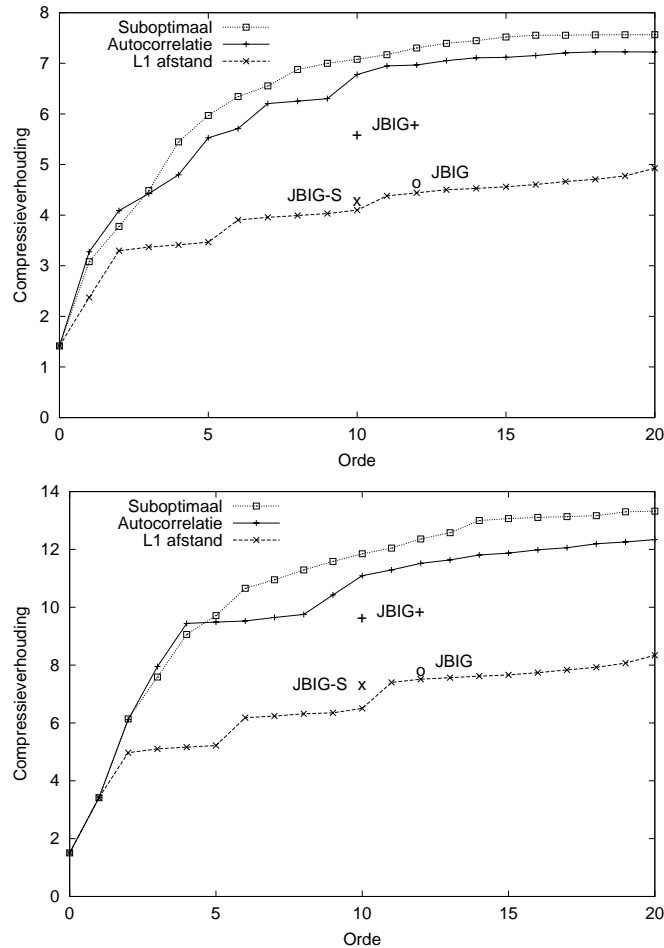 8
7
6
5
4
3
2
1
0
Compressieverhouding
Suboptimaal
Autocorrelatie
L1 afstand
JBIG+
JBIG-S
JBIG
0 5 10 15 20
Orde
14
12
10
8
6
4
2
0
Compressieverhouding
Suboptimaal
Autocorrelatie
L1 afstand
JBIG+
JBIG-S
JBIG
0 5 10 15 20
Orde